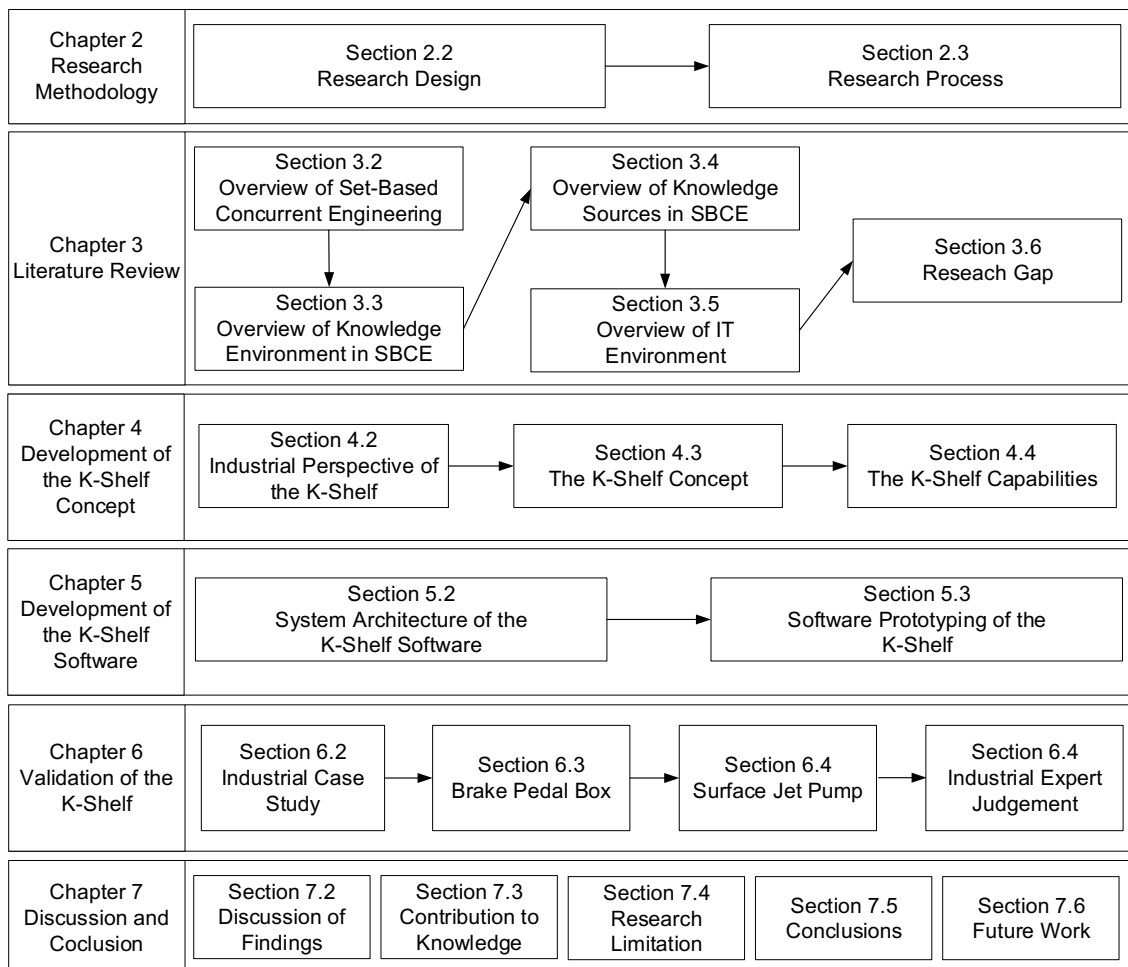 Chapter 2
Research
Methodology
Section 2.2
Research Design
Section 2.3
Research Process
Chapter 3
Literature Review
Section 3.2
Overview of Set-Based
Concurrent Engineering
Section 3.3
Overview of Knowledge
Environment in SBCE
Section 3.4
Overview of Knowledge
Sources in SBCE
Section 3.5
Overview of IT
Environment
Section 3.6
Reseach Gap
Chapter 4
Development of
the K-Shelf
Concept
Section 4.2
Industrial Perspective of
the K-Shelf
Section 4.3
The K-Shelf Concept
Section 4.4
The K-Shelf Capabilities
Chapter 5
Development of
the K-Shelf
Software
Section 5.2
System Architecture of the
K-Shelf Software
Section 5.3
Software Prototyping of the
K-Shelf
Chapter 6
Validation of the
K-Shelf
Section 6.2
Industrial Case
Study
Section 6.3
Brake Pedal Box
Section 6.4
Surface Jet Pump
Section 6.4
Industrial Expert
Judgement
Chapter 7
Discussion and
Coclusion
Section 7.2
Discussion of
Findings
Section 7.3
Contribution to
Knowledge
Section 7.4
Research
Limitation
Section 7.5
Conclusions
Section 7.6
Future Work